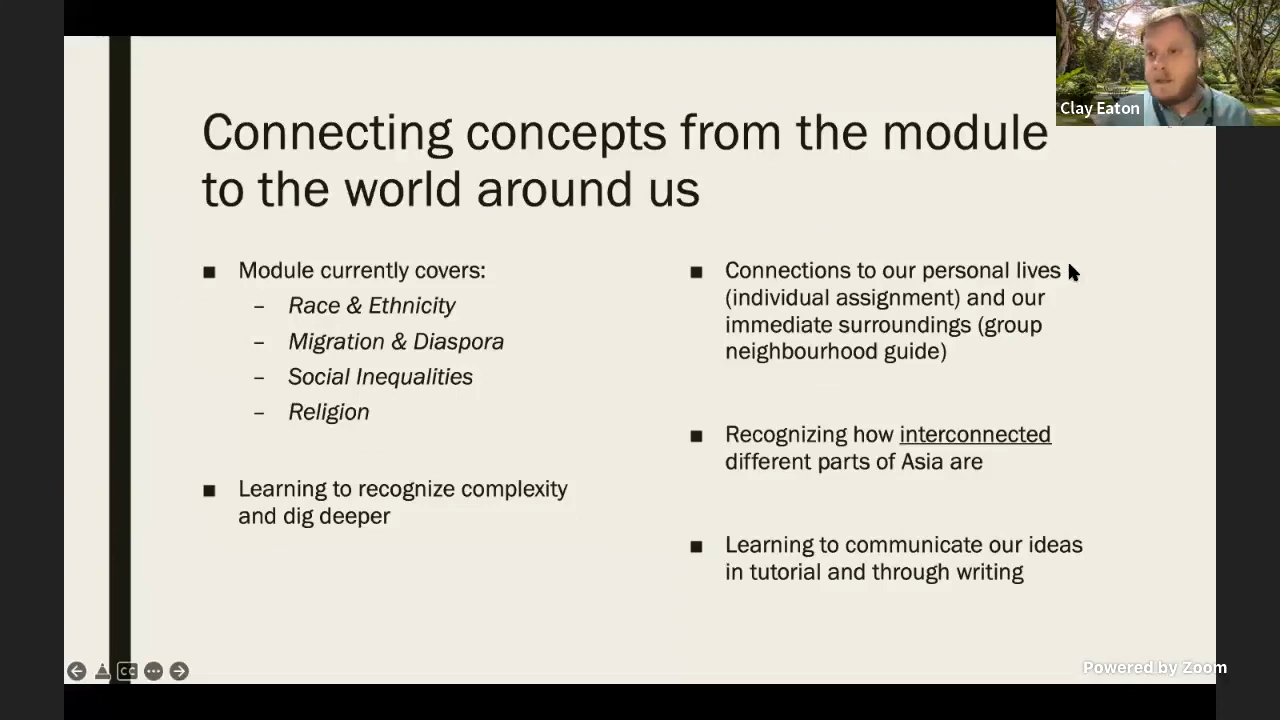 Clay Eaton
Connecting concepts from the module
to the world around us
■ Module currently covers:
– Race & Ethnicity
– Migration & Diaspora
– Social Inequalities
– Religion
■ Learning to recognize complexity
and dig deeper
■ Connections to our personal lives
(individual assignment) and our
immediate surroundings (group
neighbourhood guide)
■ Recognizing how interconnected
different parts of Asia are
■ Learning to communicate our ideas
in tutorial and through writing
CC
Powered by Zoom